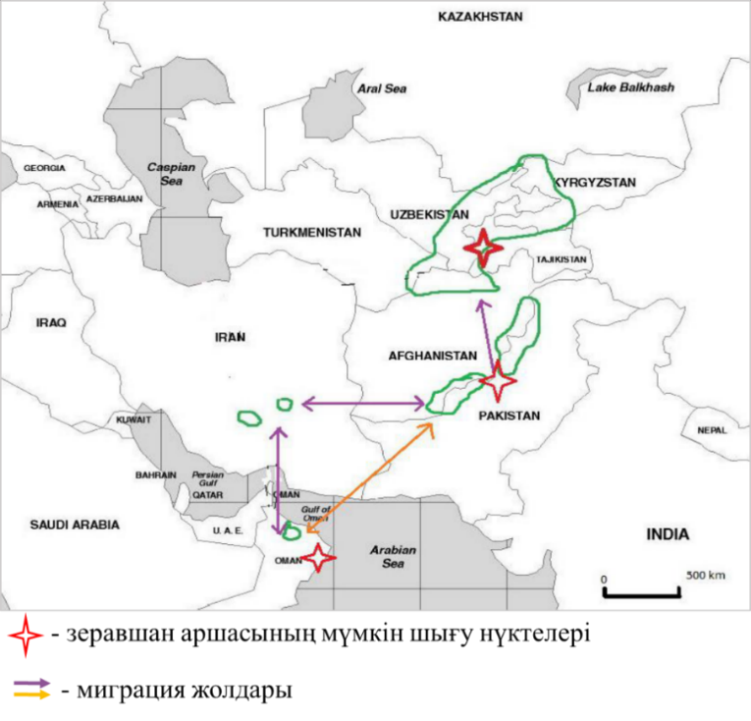 KAZAKHSTAN
Aral Sea
Lake Balkhash
Caspian
Sea
GEORGIA
ARMENIA
AZERBAIJAN
KYRGYZSTAN
UZBEKISTAN
TURKMENISTAN
TAJIKISTAN
IRAQ
IRAN
AFGHANISTAN
PAKISTAN
KUWAIT
NEPAL
BAHRAIN
Persian
Gulf
QATAR
OMAN
Gulf of
Oman
SAUDI ARABIA
U. A. E.
INDIA
OMAN
Arabian
Sea
0
500 km
- зеравшан аршасының мүмкін шығу нүктелері
- миграция жолдары